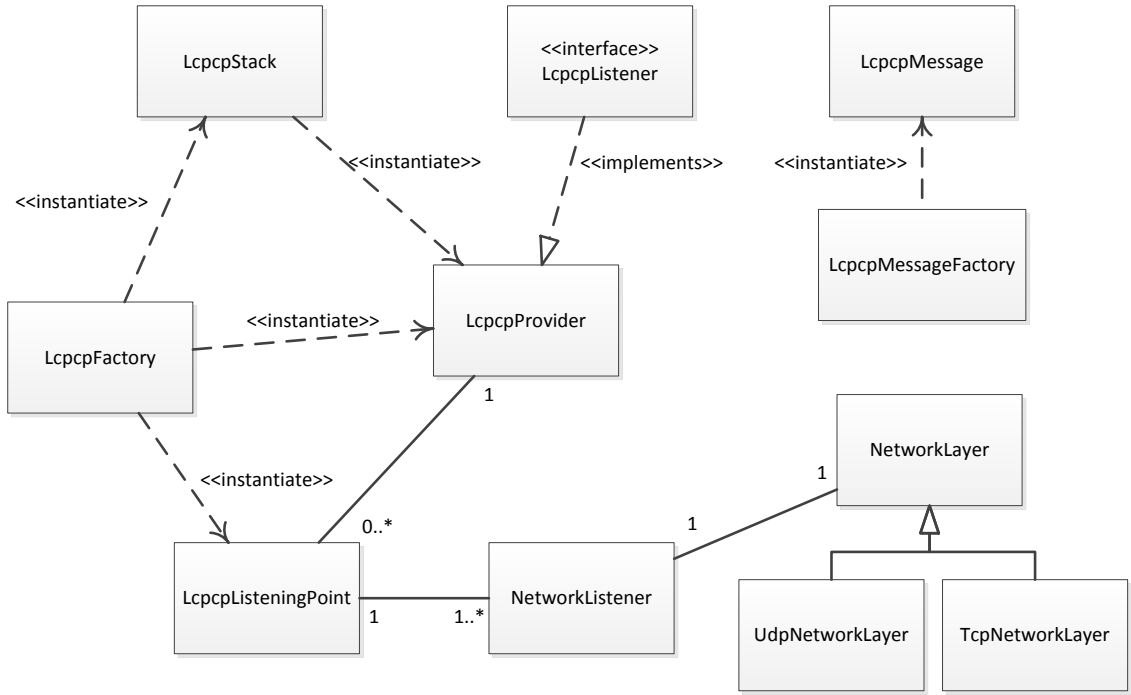 LcpcpStack
<<interface>>
LcpcpListener
LcpcpMessage
<<instantiate>>
<<implements>>
<<instantiate>>
<<instantiate>>
LcpcpMessageFactory
<<instantiate>>
LcpcpProvider
LcpcpFactory
1
<<instantiate>>
NetworkLayer
1
0..*
1
LcpcpListeningPoint
NetworkListener
1
1..*
UdpNetworkLayer
TcpNetworkLayer